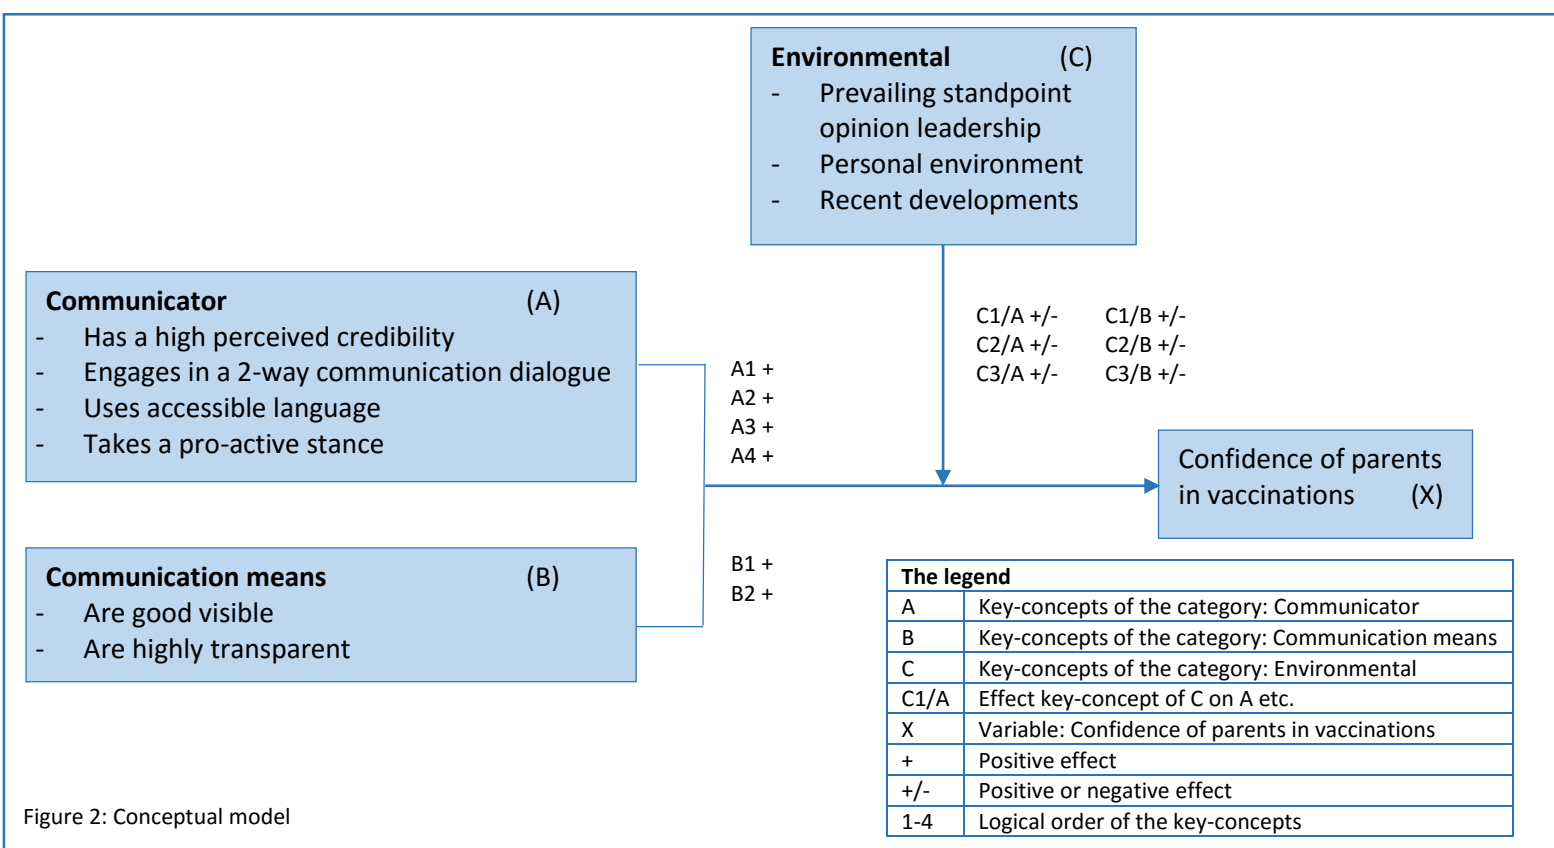 Environmental (C)
- Prevailing standpoint
opinion leadership
- Personal environment
- Recent developments
Communicator (A)
- Has a high perceived credibility
- Engages in a 2-way communication dialogue
- Uses accessible language
- Takes a pro-active stance
A1 +
A2 +
A3 +
A4 +
C1/A +/- C1/B +/-
C2/A +/- C2/B +/-
C3/A +/- C3/B +/-
Confidence of parents
in vaccinations (X)
Communication means (B)
- Are good visible
- Are highly transparent
B1 +
B2 +
The legend
A Key-concepts of the category: Communicator
B Key-concepts of the category: Communication means
C Key-concepts of the category: Environmental
C1/A Effect key-concept of C on A etc.
X Variable: Confidence of parents in vaccinations
+ Positive effect
+/- Positive or negative effect
1-4 Logical order of the key-concepts
Figure 2: Conceptual model